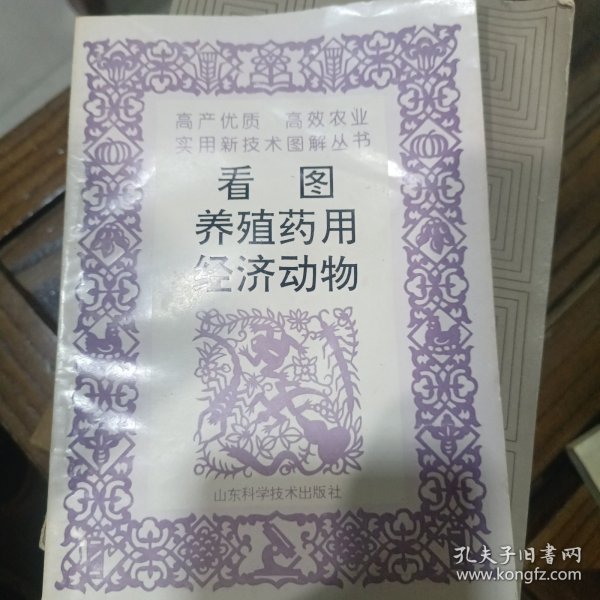 高产优质 高效农业
实用新技术图解丛书
看图
养殖药用
经济动物
山东科学技术出版社
孔夫子旧书网
www.kongfz.com